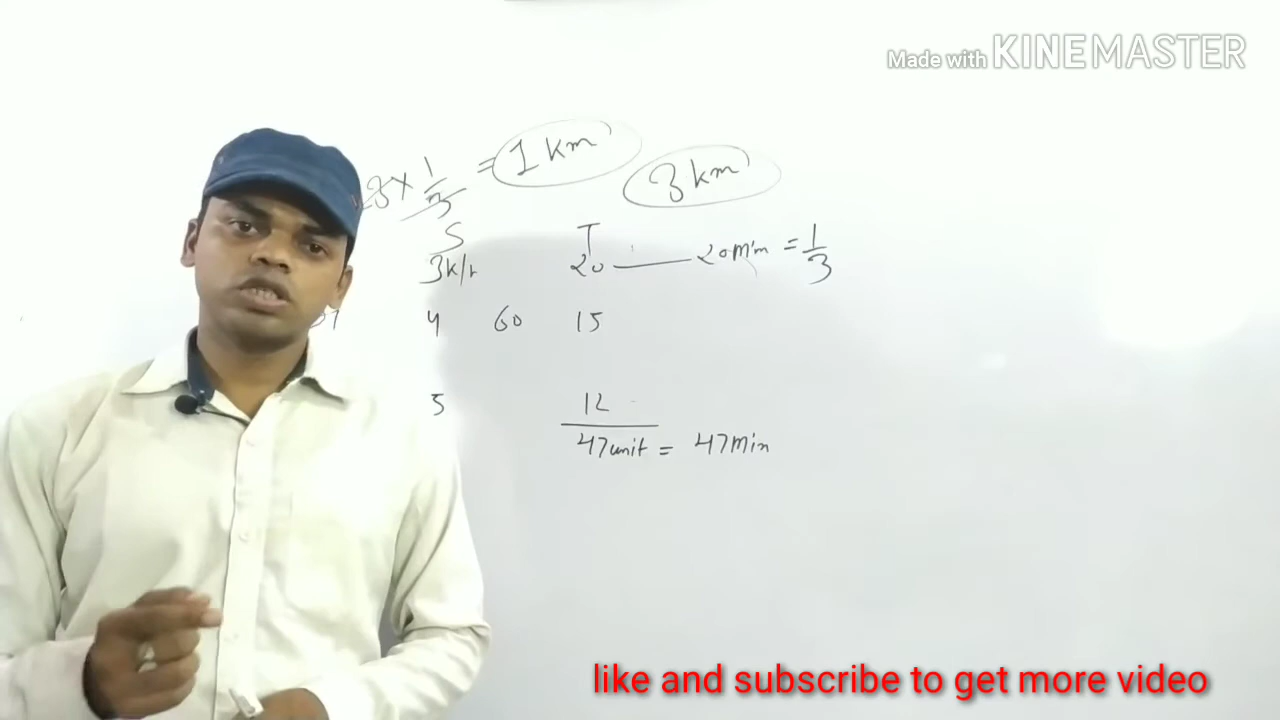 Made with KINEMASTER
3 × 1/3 = 1 km
3 km
S T
3k/h 20 — 20 min = 1/3
4 60 15
5 12
47 unit = 47 Min
like and subscribe to get more video